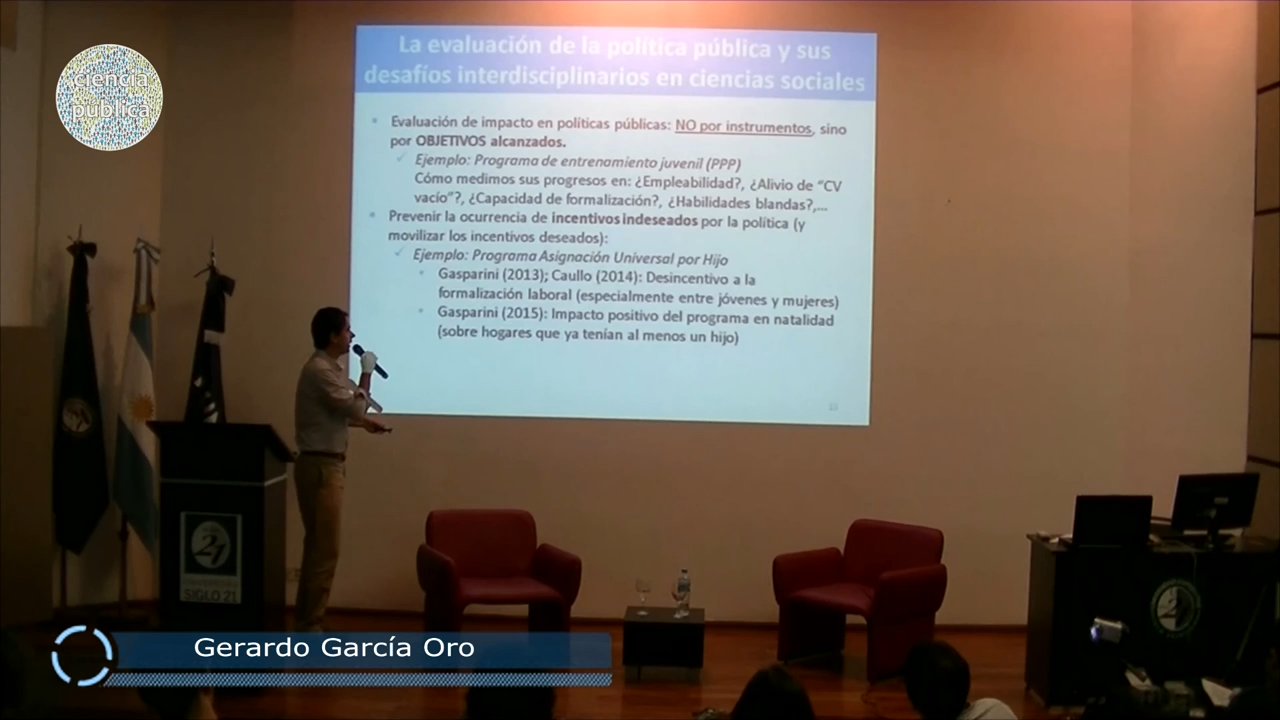 ciencia
pública
La evaluación de la política pública y sus
desafíos interdisciplinarios en ciencias sociales
Evaluación de impacto en políticas públicas: NO por instrumentos, sino
por OBJETIVOS alcanzados.
Ejemplo: Programa de entrenamiento juvenil (PPP)
Cómo medimos sus progresos en: ¿Empleabilidad?, ¿Alivio de “CV
vacío”?, ¿Capacidad de formalización?, ¿Habilidades blandas?,...
Prevenir la ocurrencia de incentivos indeseados por la política (y
movilizar los incentivos deseados):
Ejemplo: Programa Asignación Universal por Hijo
Gasparini (2013); Caullo (2014): Desincentivo a la
formalización laboral (especialmente entre jóvenes y mujeres)
Gasparini (2015): Impacto positivo del programa en natalidad
(sobre hogares que ya tenían al menos un hijo)
21
SIGLO 21
Gerardo García Oro